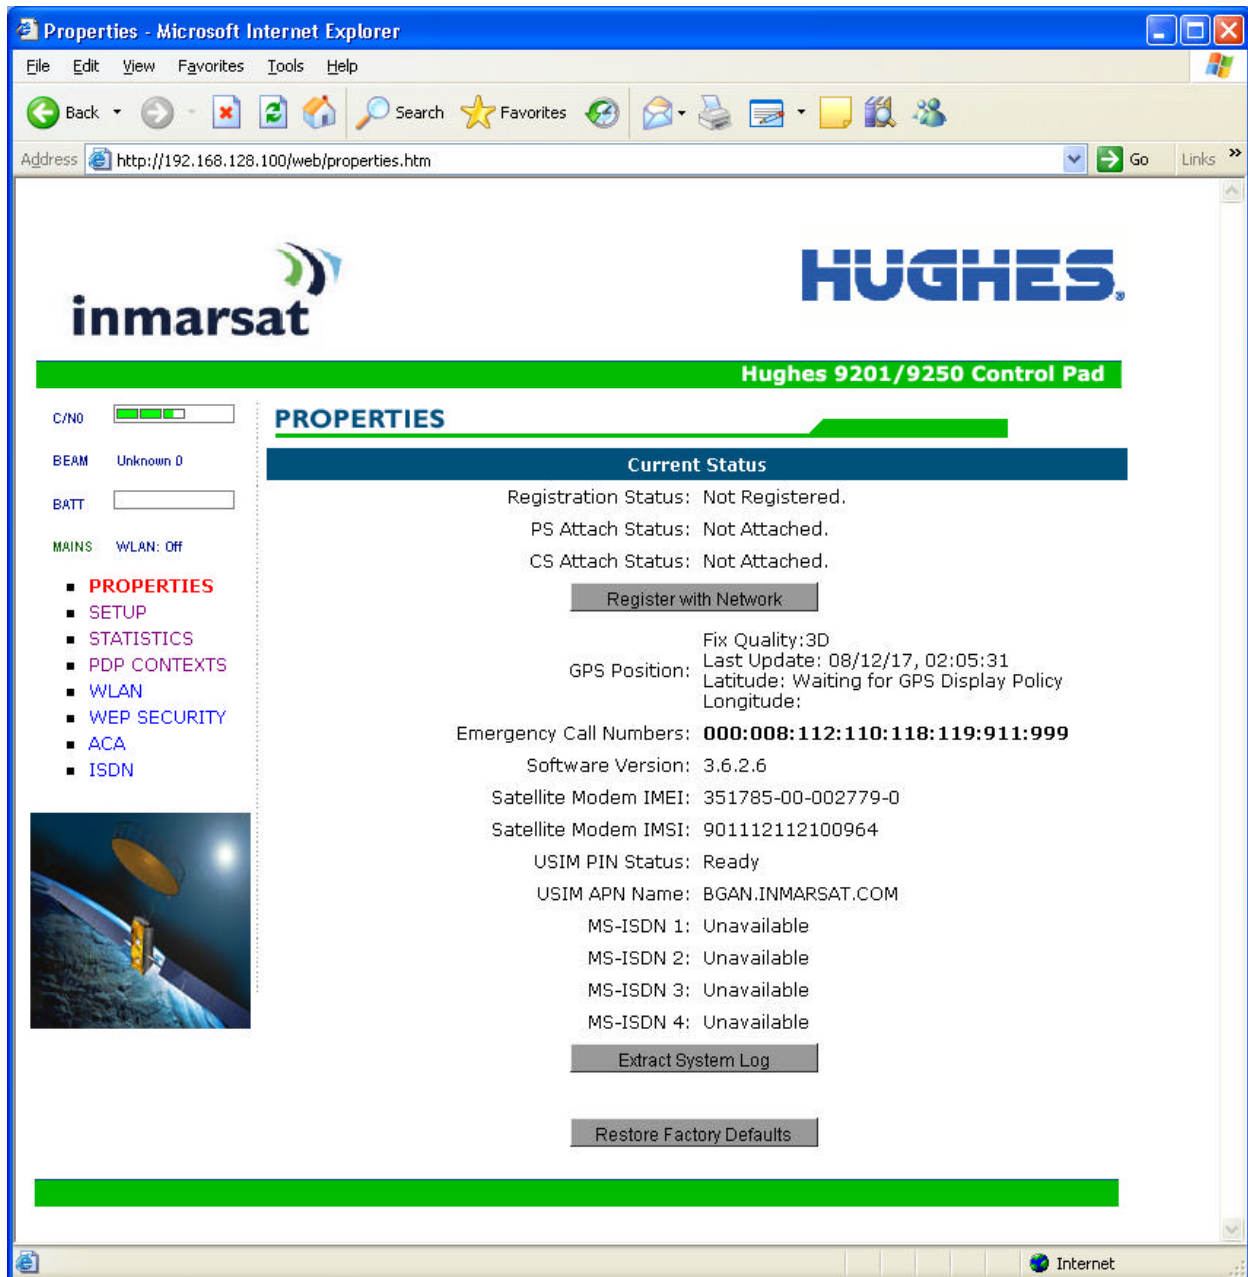 Properties - Microsoft Internet Explorer
File Edit View Favorites Tools Help
Back Search Favorites
Address http://192.168.128.100/web/properties.htm Go Links »
inmarsat
HUGHES®
Hughes 9201/9250 Control Pad
C/N0
BEAM Unknown 0
BATT
MAINS WLAN: Off
PROPERTIES
SETUP
STATISTICS
PDP CONTEXTS
WLAN
WEP SECURITY
ACA
ISDN
PROPERTIES
Current Status
Registration Status: Not Registered.
PS Attach Status: Not Attached.
CS Attach Status: Not Attached.
Register with Network
GPS Position: Fix Quality:3D
Last Update: 08/12/17, 02:05:31
Latitude: Waiting for GPS Display Policy
Longitude:
Emergency Call Numbers: 000:008:112:110:118:119:911:999
Software Version: 3.6.2.6
Satellite Modem IMEI: 351785-00-002779-0
Satellite Modem IMSI: 901112112100964
USIM PIN Status: Ready
USIM APN Name: BGAN.INMARSAT.COM
MS-ISDN 1: Unavailable
MS-ISDN 2: Unavailable
MS-ISDN 3: Unavailable
MS-ISDN 4: Unavailable
Extract System Log
Restore Factory Defaults
Internet